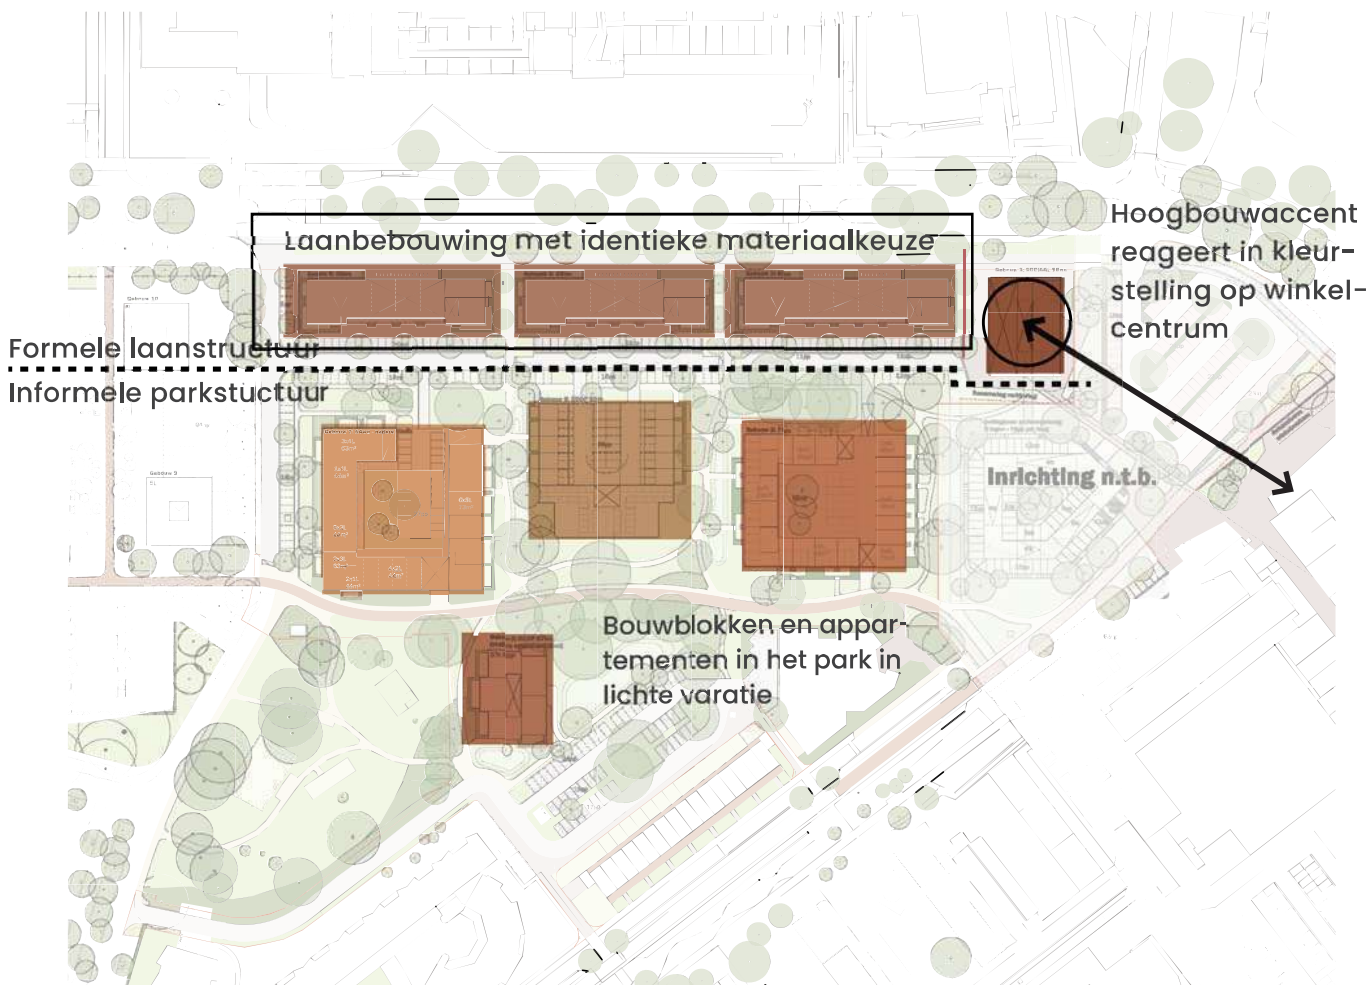 Laanbebouwing met identieke materiaalkeuze
Hoogbouwaccent
reageert in kleur-
stelling op winkel-
centrum
Formele laanstructuur
Informele parkstuctuur
Inrichting n.t.b.
Bouwblokken en appar-
tementen in het park in
lichte varatie